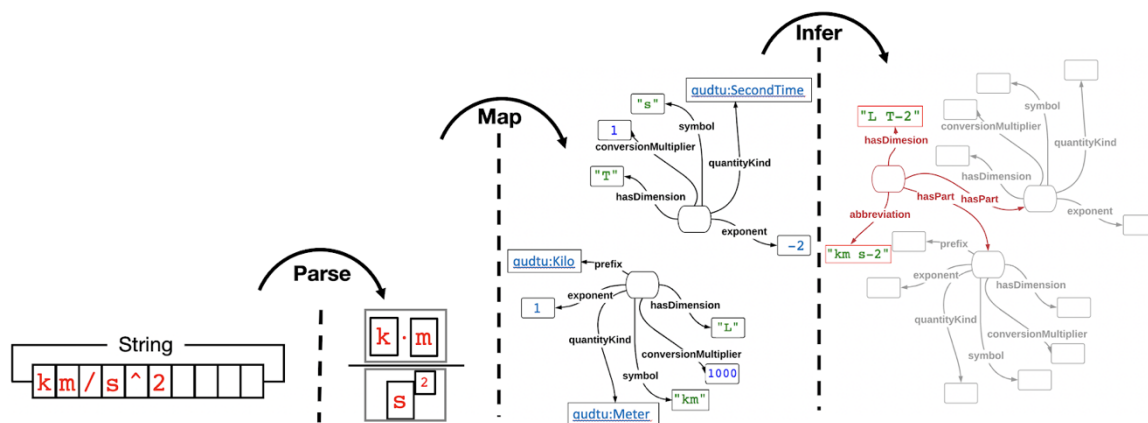 Infer
Map
Parse
String
k m / s ^ 2
k · m
s 2
qudtu:SecondTime
"s"
1
symbol
conversionMultiplier
quantityKind
"T"
hasDimension
exponent
-2
qudtu:Kilo
prefix
exponent
1
hasDimension
"L"
quantityKind
conversionMultiplier
1000
symbol
"km"
qudtu:Meter
"L T-2"
hasDimesion
hasPart
hasPart
abbreviation
"km s-2"
symbol
conversionMultiplier
quantityKind
hasDimension
exponent
prefix
exponent
hasDimension
quantityKind
conversionMultiplier
symbol